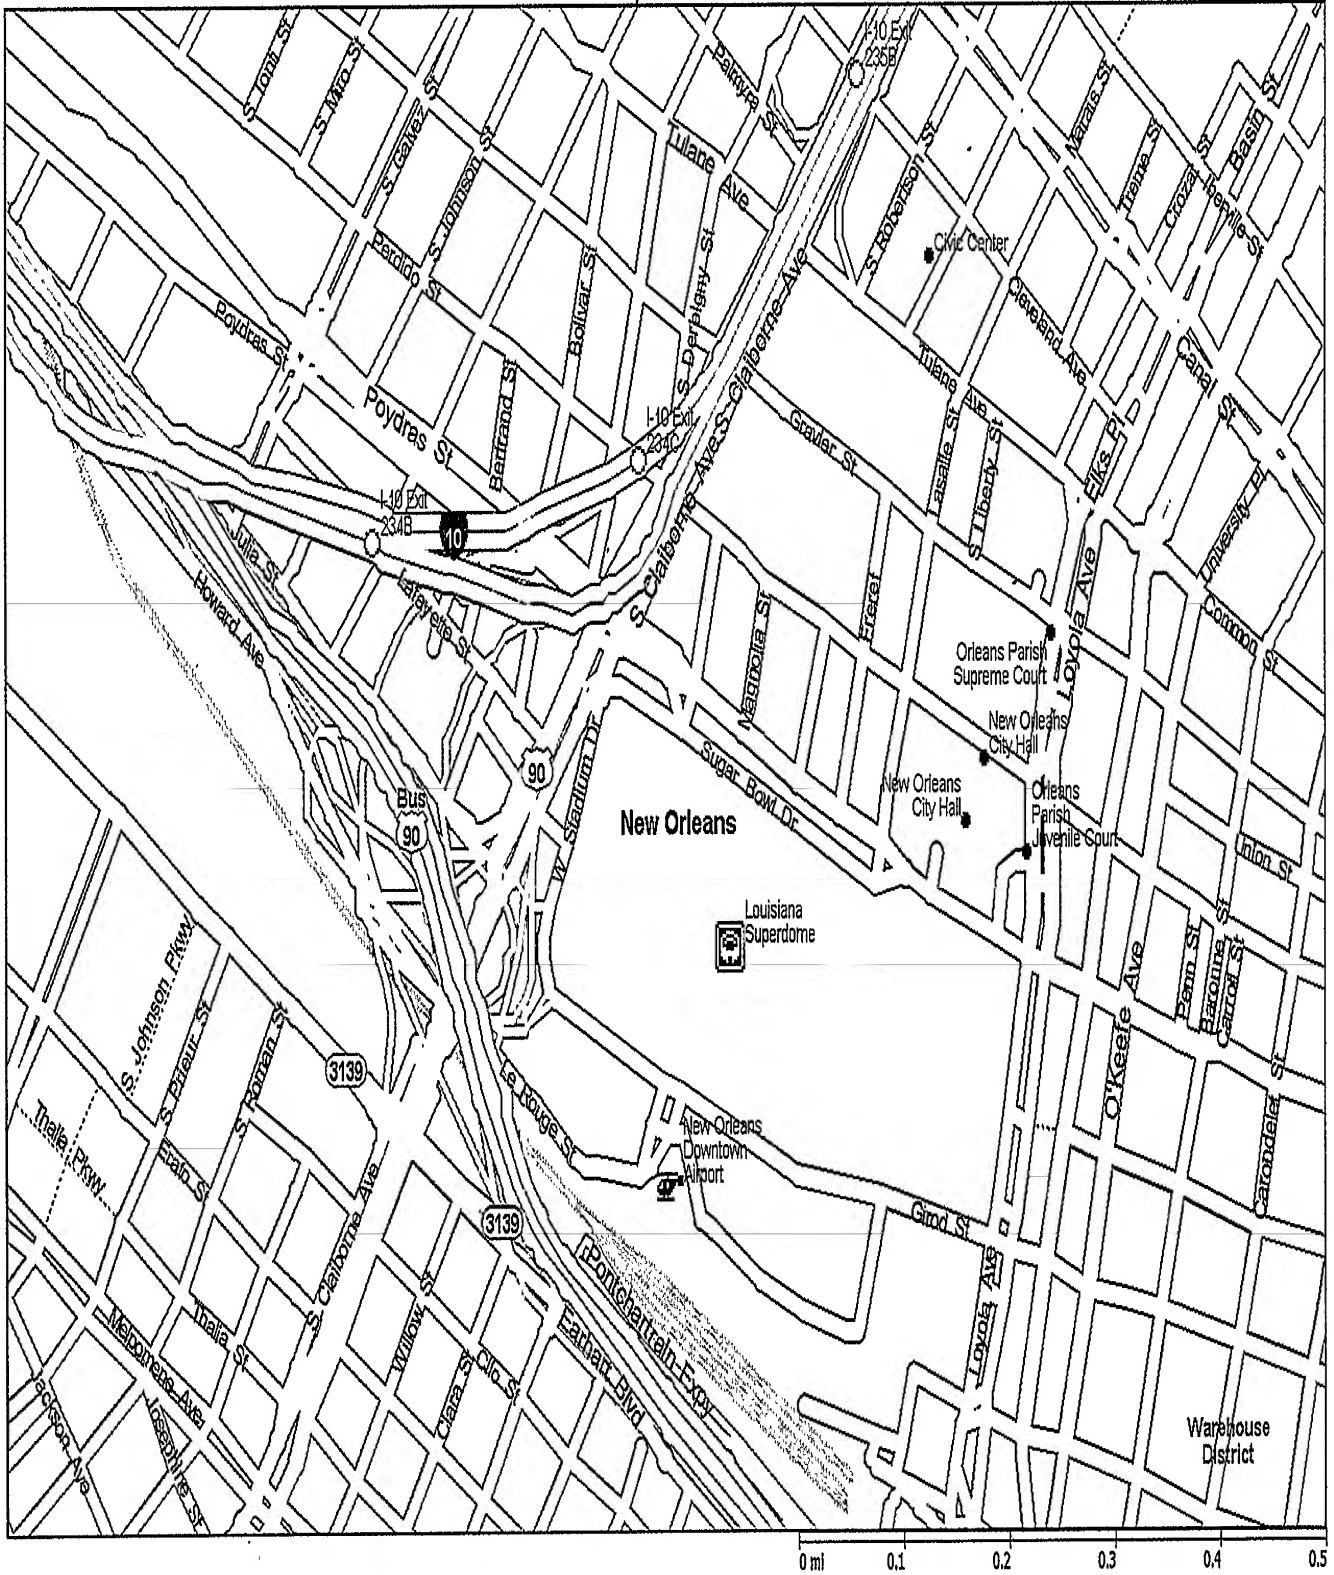 I-10 Exit
235B
S Tonti St
S Miro St
S Galvez St
S Johnson St
Palmyra St
Tulane Ave
Marais St
Treme St
Crozat St
Basin St
Iberville St
S Robertson St
Civic Center
Perdido St
Bolivar St
S Derbigny St
S Claiborne Ave
Cleveland Ave
Poydras St
Poydras St
Bertrand St
I-10 Exit
234C
Tulane Ave
Canal St
Gravier St
Lasalle St
S Liberty St
Elks Pl
University Pl
I-10 Exit
234B
10
Julia St
Howard Ave
Lafayette St
S Claiborne Ave
Magnolia St
Freret
Loyola Ave
Common St
Orleans Parish
Supreme Court
New Orleans
City Hall
New Orleans
City Hall
Orleans
Parish
Juvenile Court
90
Bus
90
W Stadium Dr
Sugar Bowl Dr
New Orleans
Union St
Louisiana
Superdome
S Johnson Pkwy
S Prieur St
S Roman St
O'Keefe Ave
Penn St
Baronne St
Carroll St
3139
Le Rouge St
New Orleans
Downtown
Airport
Carondelet St
Thalia Pkwy
Erato St
S Claiborne Ave
3139
Girod St
Pontchartrain Expy
Earhart Blvd
Loyola Ave
Thalia St
Melpomene Ave
Willow St
Clara St
Clio St
Jackson Ave
Josephine St
Warehouse
District
0 mi 0.1 0.2 0.3 0.4 0.5